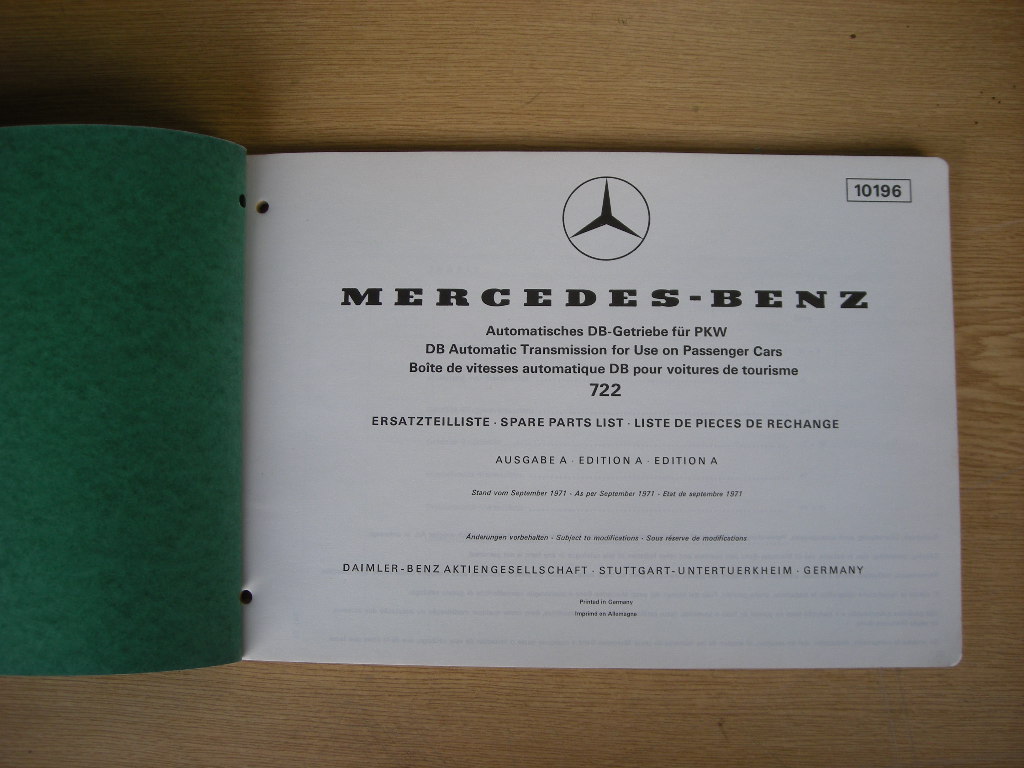 10196
MERCEDES-BENZ
Automatisches DB-Getriebe für PKW
DB Automatic Transmission for Use on Passenger Cars
Boîte de vitesses automatique DB pour voitures de tourisme
722
ERSATZTEILLISTE · SPARE PARTS LIST · LISTE DE PIECES DE RECHANGE
AUSGABE A · EDITION A · EDITION A
Stand vom September 1971 - As per September 1971 - Etat de septembre 1971
Änderungen vorbehalten - Subject to modifications - Sous réserve de modifications
DAIMLER-BENZ AKTIENGESELLSCHAFT · STUTTGART-UNTERTUERKHEIM · GERMANY
Printed in Germany
Imprimé en Allemagne